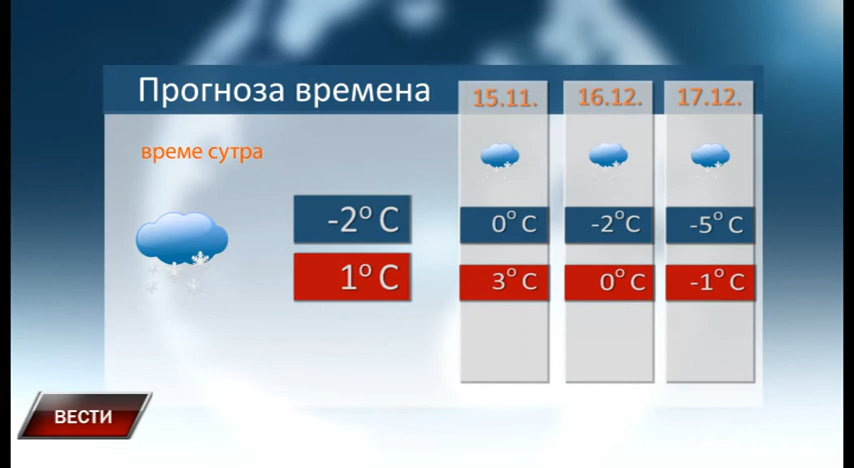 Прогноза времена
време сутра
-2° C
1° C
15.11.
0° C
3° C
16.12.
-2°C
0° C
17.12.
-5° C
-1° C
ВЕСТИ